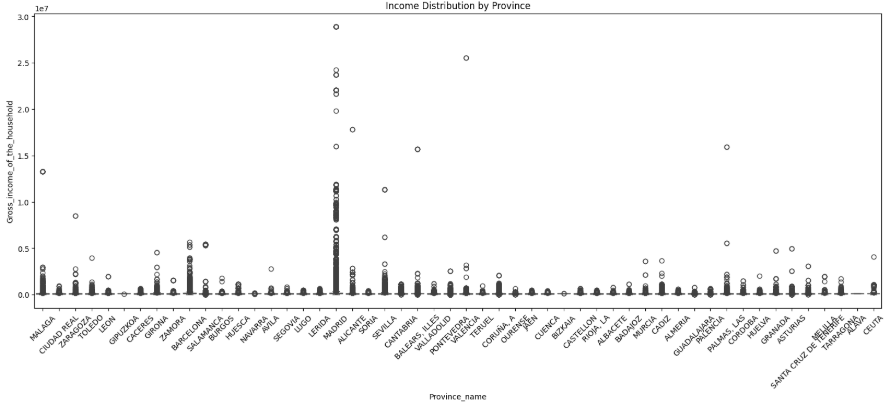 Income Distribution by Province
1e7
3.0
2.5
2.0
1.5
1.0
0.5
0.0
Gross_income_of_the_household
MALAGA
CIUDAD REAL
ZARAGOZA
TOLEDO
LEON
GIPUZKOA
CACERES
GIRONA
ZAMORA
BARCELONA
SALAMANCA
BURGOS
HUESCA
NAVARRA
AVILA
SEGOVIA
LUGO
LERIDA
MADRID
ALICANTE
SORIA
SEVILLA
CANTABRIA
BALEARS, ILLES
VALLADOLID
PONTEVEDRA
VALENCIA
TERUEL
CORUÑA, A
OURENSE
JAEN
CUENCA
BIZKAIA
CASTELLON
RIOJA, LA
ALBACETE
BADAJOZ
MURCIA
CADIZ
ALMERIA
GUADALAJARA
PALENCIA
PALMAS, LAS
CORDOBA
HUELVA
GRANADA
ASTURIAS
MELILLA
SANTA CRUZ DE TENERIFE
TARRAGONA
ALAVA
CEUTA
Province_name